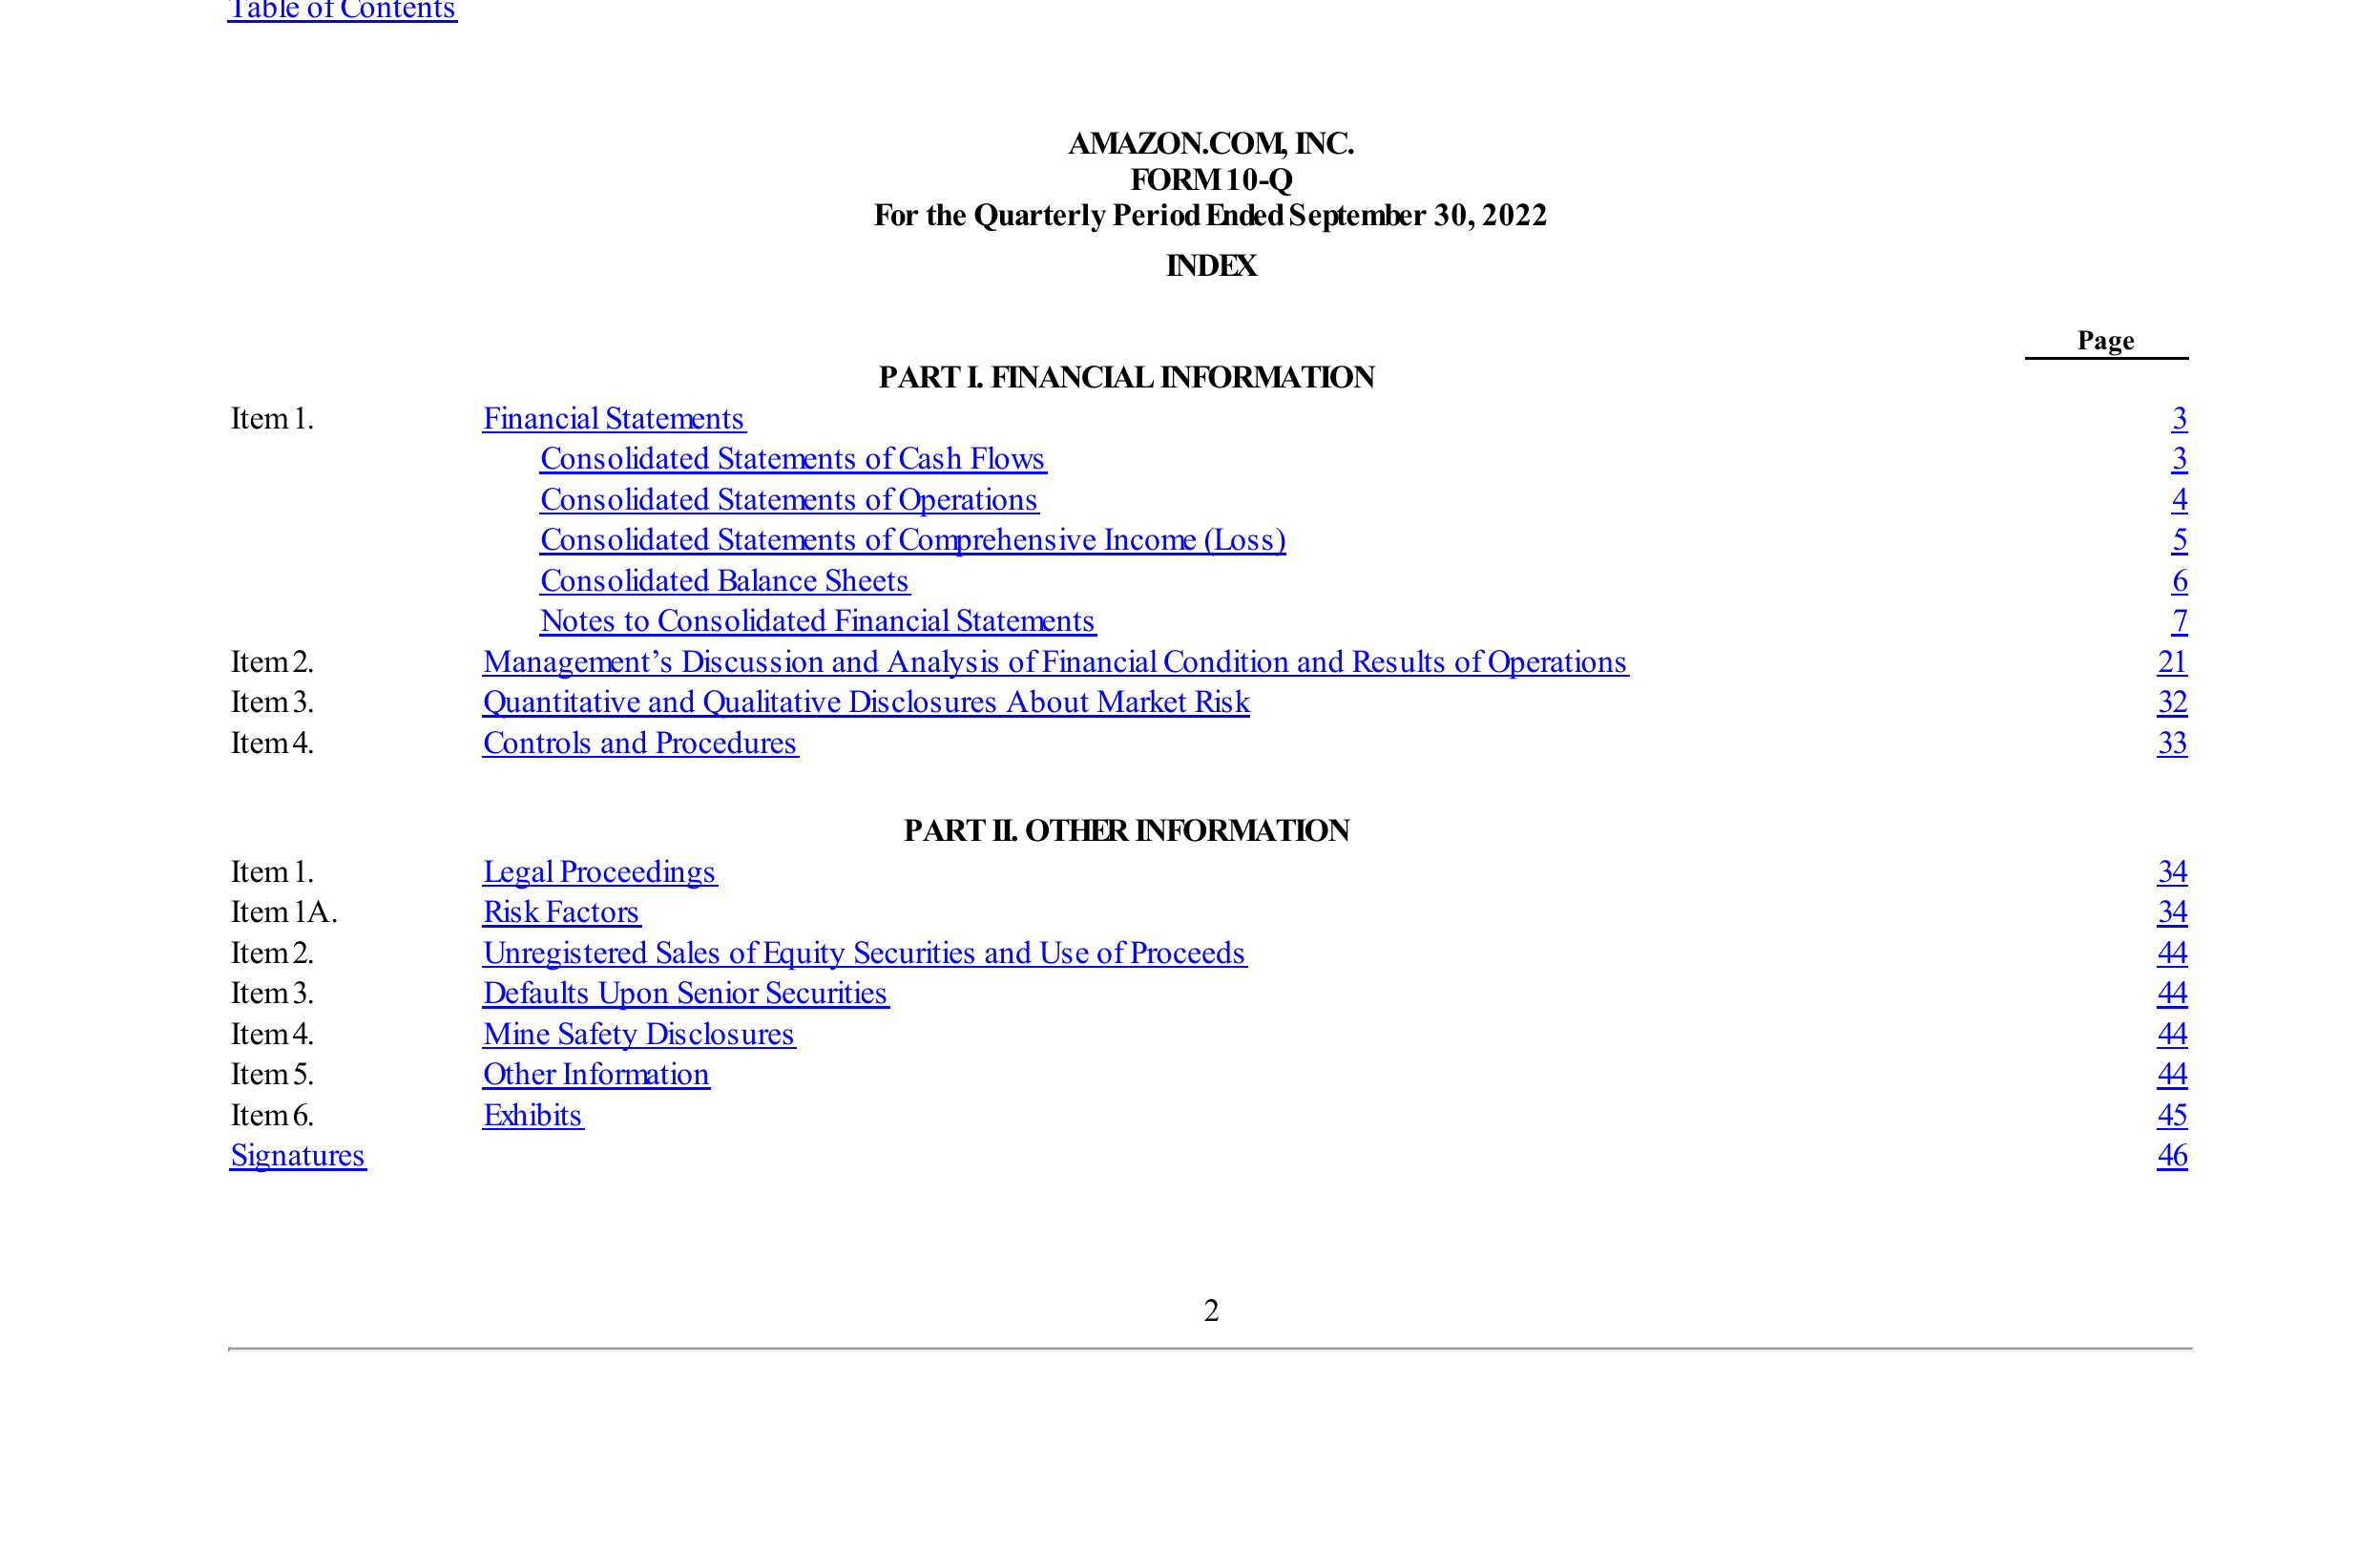 Table of Contents
AMAZON.COM, INC.
FORM 10-Q
For the Quarterly Period Ended September 30, 2022
INDEX
Page
PART I. FINANCIAL INFORMATION
Item 1. Financial Statements 3
Consolidated Statements of Cash Flows 3
Consolidated Statements of Operations 4
Consolidated Statements of Comprehensive Income (Loss) 5
Consolidated Balance Sheets 6
Notes to Consolidated Financial Statements 7
Item 2. Management’s Discussion and Analysis of Financial Condition and Results of Operations 21
Item 3. Quantitative and Qualitative Disclosures About Market Risk 32
Item 4. Controls and Procedures 33
PART II. OTHER INFORMATION
Item 1. Legal Proceedings 34
Item 1A. Risk Factors 34
Item 2. Unregistered Sales of Equity Securities and Use of Proceeds 44
Item 3. Defaults Upon Senior Securities 44
Item 4. Mine Safety Disclosures 44
Item 5. Other Information 44
Item 6. Exhibits 45
Signatures 46
2